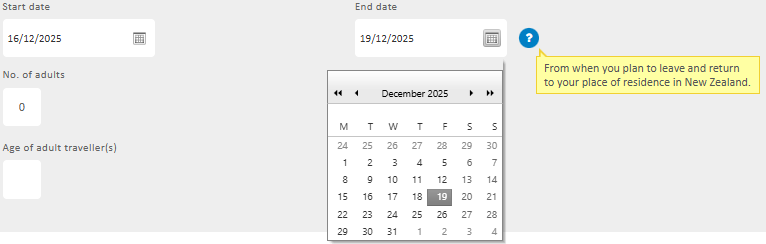 Start date
End date
16/12/2025
19/12/2025
?
From when you plan to leave and return
to your place of residence in New Zealand.
No. of adults
0
Age of adult traveller(s)
December 2025
M T W T F S S
24 25 26 27 28 29 30
1 2 3 4 5 6 7
8 9 10 11 12 13 14
15 16 17 18 19 20 21
22 23 24 25 26 27 28
29 30 31 1 2 3 4